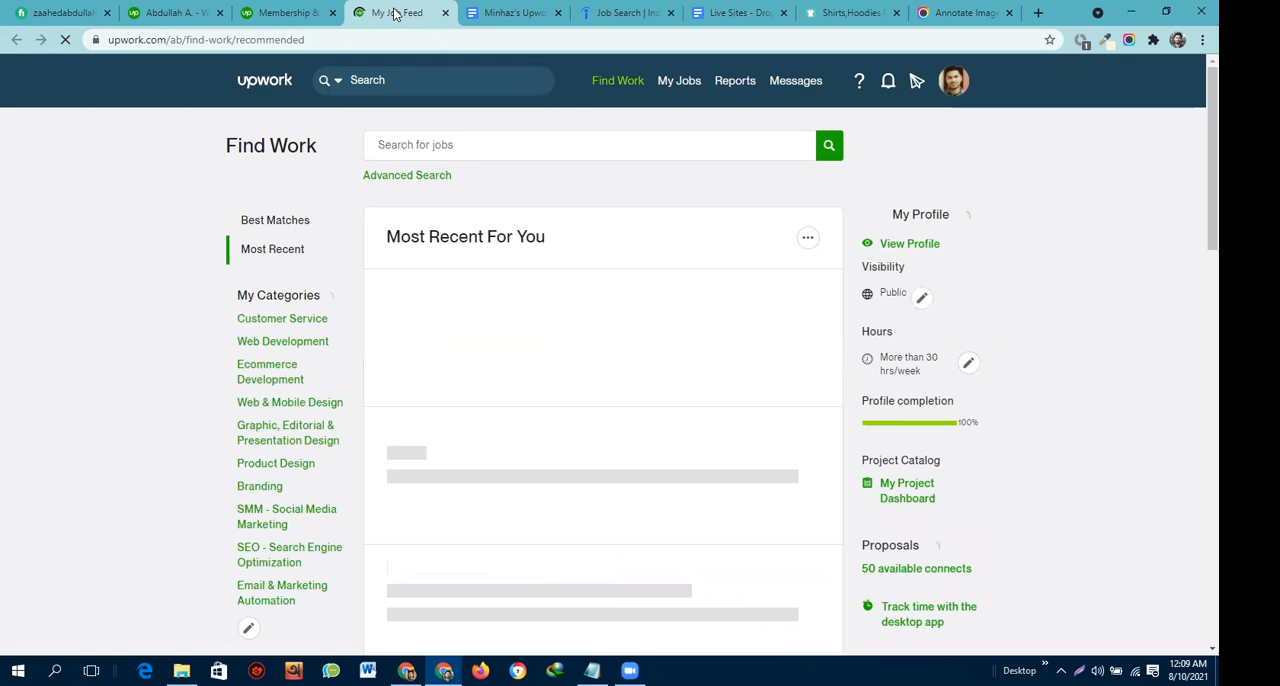 zaahedabdullah
Abdullah A. - W
Membership &
My Job Feed
Minhaz's Upwo
Job Search | Ind
Live Sites - Dro
Shirts,Hoodies,
Annotate Image
upwork.com/ab/find-work/recommended
1
upwork
Search
Find Work
My Jobs
Reports
Messages
?
Find Work
Search for jobs
Advanced Search
Best Matches
Most Recent
My Categories
Customer Service
Web Development
Ecommerce
Development
Web & Mobile Design
Graphic, Editorial &
Presentation Design
Product Design
Branding
SMM - Social Media
Marketing
SEO - Search Engine
Optimization
Email & Marketing
Automation
Most Recent For You
My Profile
View Profile
Visibility
Public
Hours
More than 30
hrs/week
Profile completion
100%
Project Catalog
My Project
Dashboard
Proposals
50 available connects
Track time with the
desktop app
Desktop
12:09 AM
8/10/2021